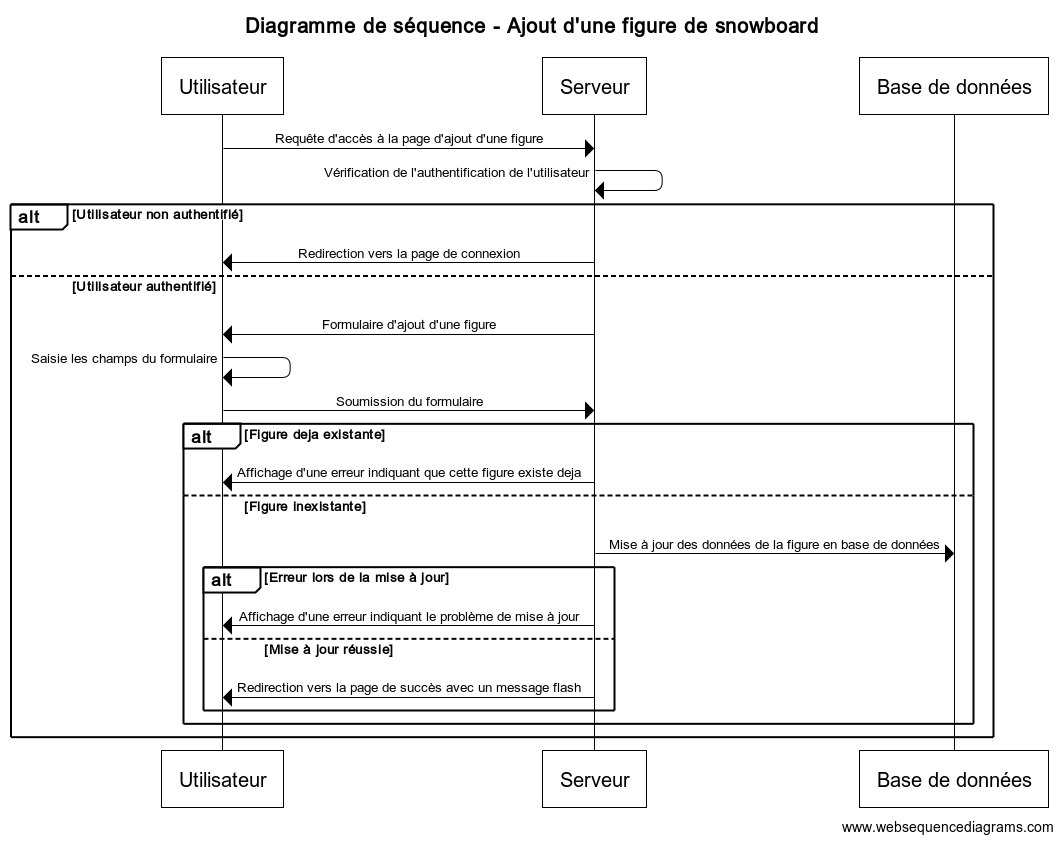 Diagramme de séquence - Ajout d'une figure de snowboard
Utilisateur
Serveur
Base de données
Requête d'accès à la page d'ajout d'une figure
Vérification de l'authentification de l'utilisateur
alt
[Utilisateur non authentifié]
Redirection vers la page de connexion
[Utilisateur authentifié]
Formulaire d'ajout d'une figure
Saisie les champs du formulaire
Soumission du formulaire
alt
[Figure deja existante]
Affichage d'une erreur indiquant que cette figure existe deja
[Figure inexistante]
Mise à jour des données de la figure en base de données
alt
[Erreur lors de la mise à jour]
Affichage d'une erreur indiquant le problème de mise à jour
[Mise à jour réussie]
Redirection vers la page de succès avec un message flash
Utilisateur
Serveur
Base de données
www.websequencediagrams.com